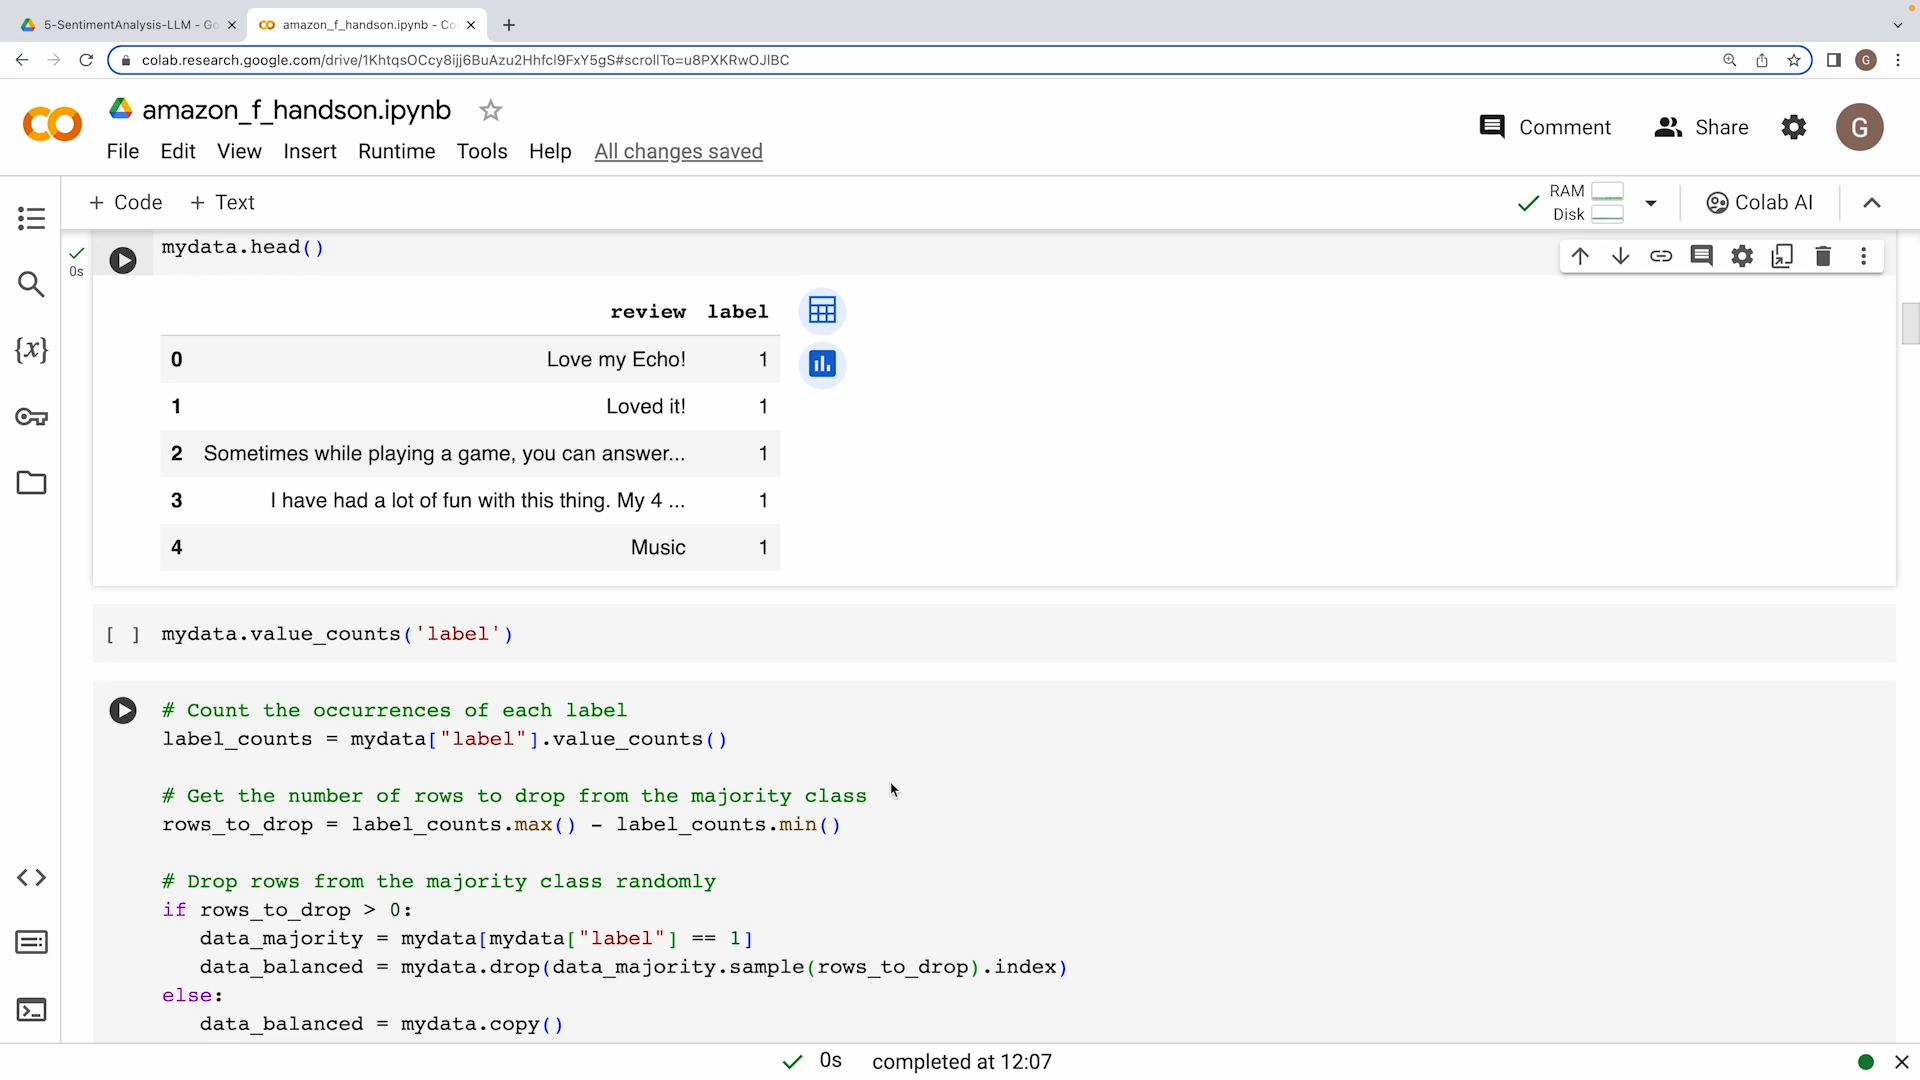 5-SentimentAnalysis-LLM - Go
amazon_f_handson.ipynb - Co
colab.research.google.com/drive/1KhtqsOCcy8ijj6BuAzu2Hhfcl9FxY5gS#scrollTo=u8PXKRwOJlBC
G
amazon_f_handson.ipynb
Comment
Share
G
File Edit View Insert Runtime Tools Help All changes saved
+ Code + Text
RAM
Disk
Colab AI
0s
mydata.head()
review label
0 Love my Echo! 1
1 Loved it! 1
2 Sometimes while playing a game, you can answer... 1
3 I have had a lot of fun with this thing. My 4 ... 1
4 Music 1
[ ] mydata.value_counts('label')
# Count the occurrences of each label
label_counts = mydata["label"].value_counts()
# Get the number of rows to drop from the majority class
rows_to_drop = label_counts.max() - label_counts.min()
# Drop rows from the majority class randomly
if rows_to_drop > 0:
data_majority = mydata[mydata["label"] == 1]
data_balanced = mydata.drop(data_majority.sample(rows_to_drop).index)
else:
data_balanced = mydata.copy()
0s completed at 12:07